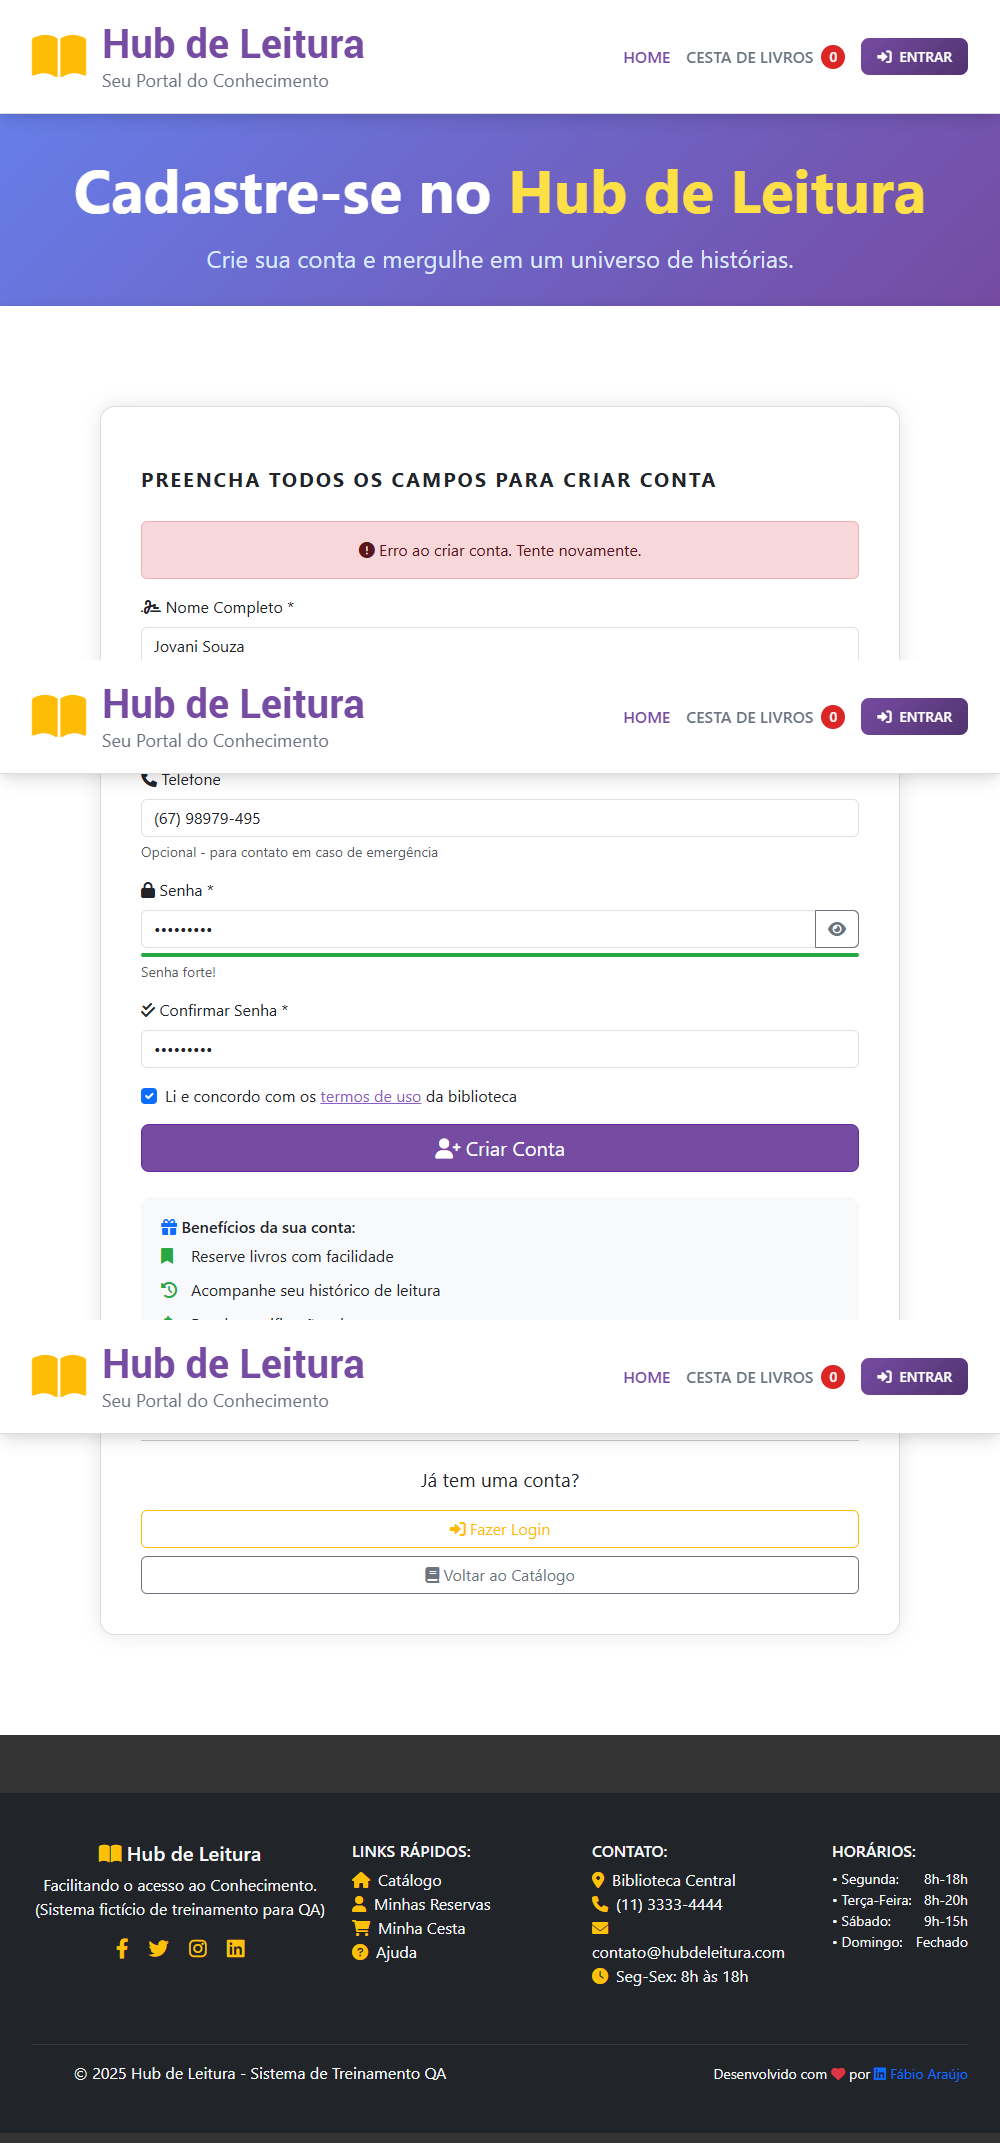 Hub de Leitura
Seu Portal do Conhecimento
HOME
CESTA DE LIVROS 0
ENTRAR
Cadastre-se no Hub de Leitura
Crie sua conta e mergulhe em um universo de histórias.
PREENCHA TODOS OS CAMPOS PARA CRIAR CONTA
Erro ao criar conta. Tente novamente.
Nome Completo *
Jovani Souza
Hub de Leitura
Seu Portal do Conhecimento
HOME
CESTA DE LIVROS 0
ENTRAR
Telefone
(67) 98979-495
Opcional - para contato em caso de emergência
Senha *
•••••••••
Senha forte!
Confirmar Senha *
•••••••••
Li e concordo com os termos de uso da biblioteca
Criar Conta
Benefícios da sua conta:
Reserve livros com facilidade
Acompanhe seu histórico de leitura
Hub de Leitura
Seu Portal do Conhecimento
HOME
CESTA DE LIVROS 0
ENTRAR
Já tem uma conta?
Fazer Login
Voltar ao Catálogo
Hub de Leitura
Facilitando o acesso ao Conhecimento.
(Sistema fictício de treinamento para QA)
LINKS RÁPIDOS:
Catálogo
Minhas Reservas
Minha Cesta
Ajuda
CONTATO:
Biblioteca Central
(11) 3333-4444
contato@hubdeleitura.com
Seg-Sex: 8h às 18h
HORÁRIOS:
• Segunda: 8h-18h
• Terça-Feira: 8h-20h
• Sábado: 9h-15h
• Domingo: Fechado
© 2025 Hub de Leitura - Sistema de Treinamento QA
Desenvolvido com por Fábio Araújo